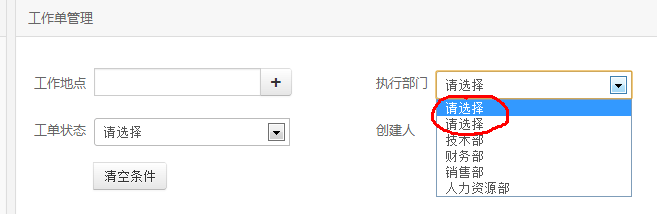 工作单管理
工作地点 + 执行部门 请选择
请选择
工单状态 请选择 创建人 请选择
技术部
财务部
清空条件 销售部
人力资源部